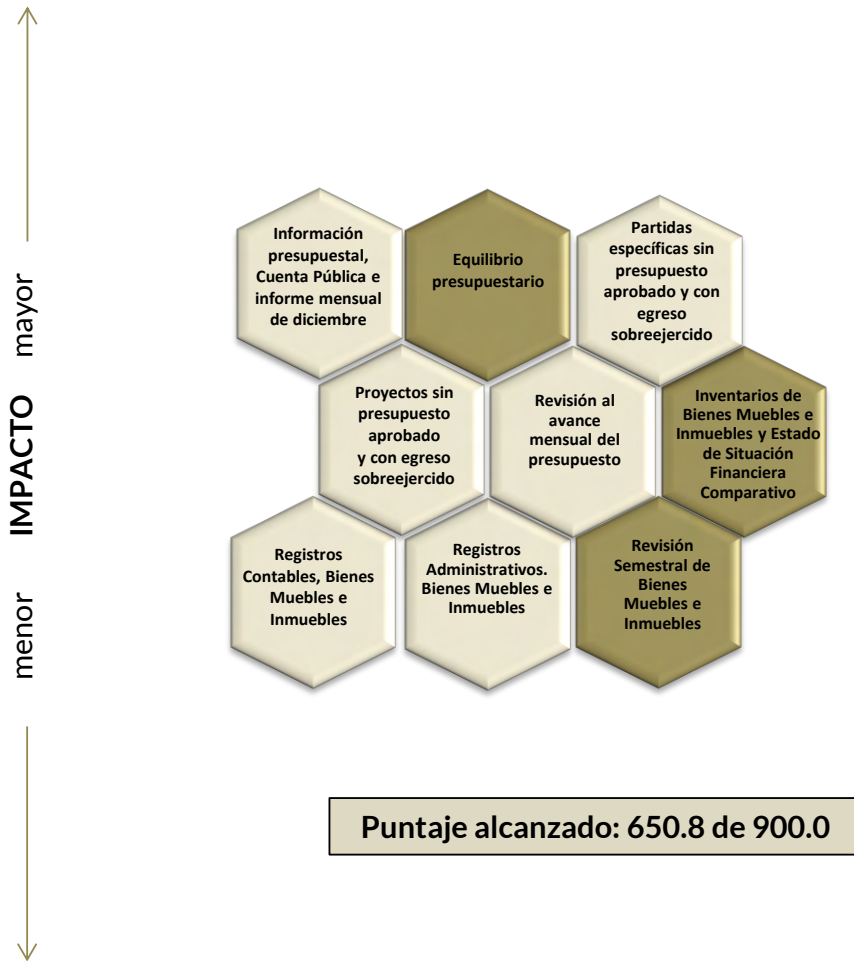 mayor
IMPACTO
menor
Información
presupuestal,
Cuenta Pública e
informe mensual
de diciembre
Equilibrio
presupuestario
Partidas
específicas sin
presupuesto
aprobado y con
egreso
sobreejercido
Proyectos sin
presupuesto
aprobado
y con egreso
sobreejercido
Revisión al
avance
mensual del
presupuesto
Inventarios de
Bienes Muebles e
Inmuebles y Estado
de Situación
Financiera
Comparativo
Registros
Contables, Bienes
Muebles e
Inmuebles
Registros
Administrativos.
Bienes Muebles e
Inmuebles
Revisión
Semestral de
Bienes
Muebles e
Inmuebles
Puntaje alcanzado: 650.8 de 900.0